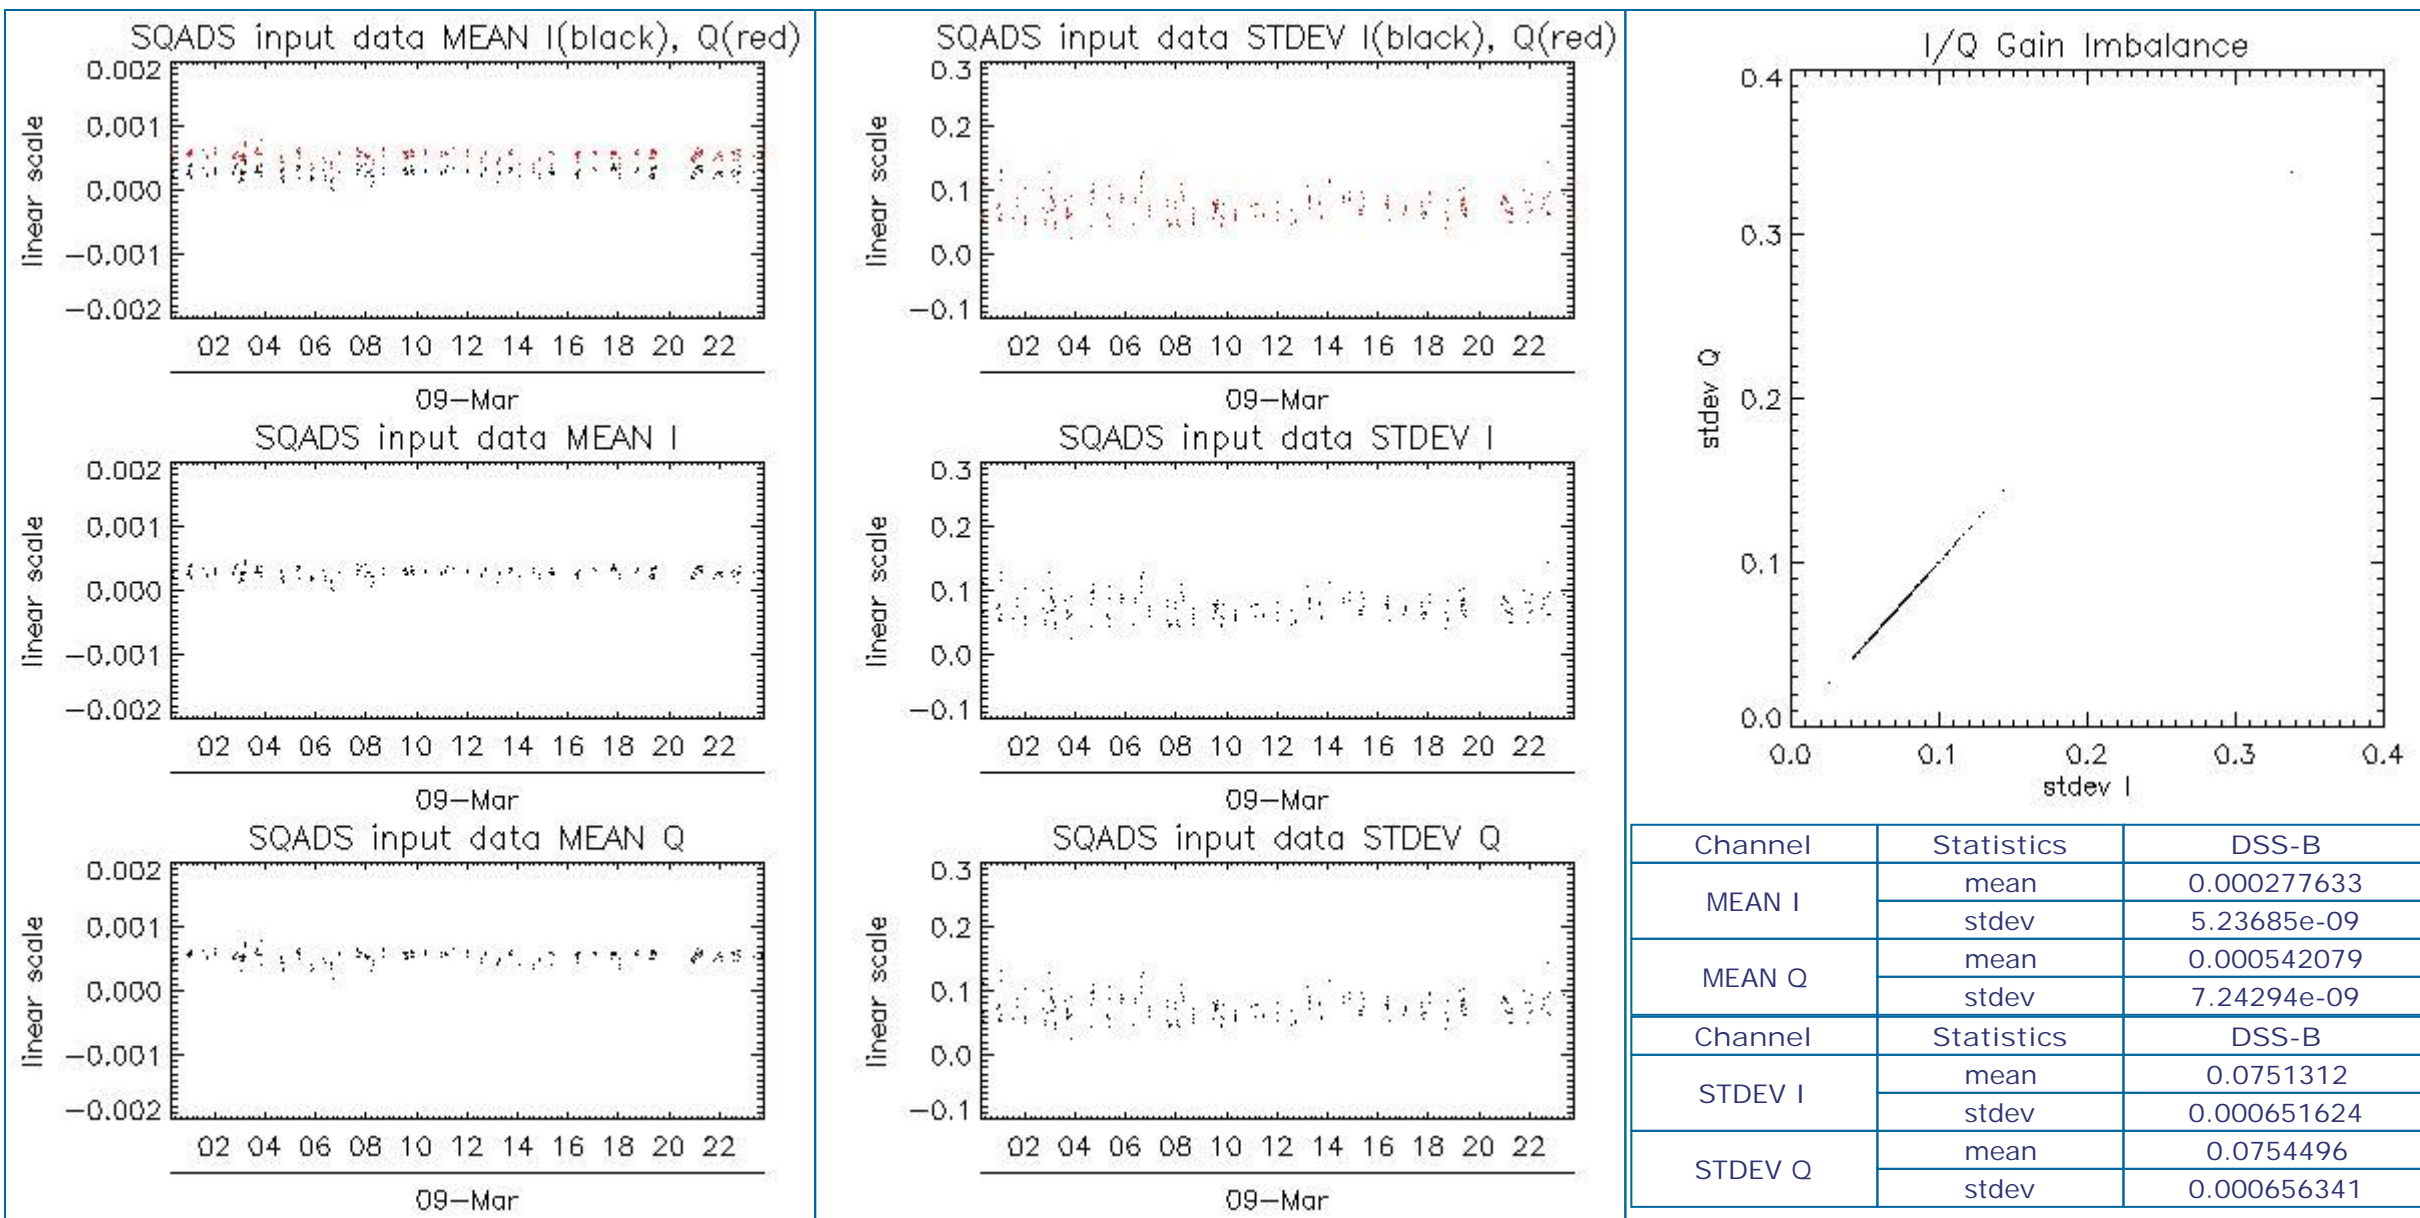 SQADS input data MEAN I(black), Q(red)
0.002
0.001
0.000
−0.001
−0.002
linear scale
02 04 06 08 10 12 14 16 18 20 22
09−Mar
SQADS input data MEAN I
0.002
0.001
0.000
−0.001
−0.002
linear scale
02 04 06 08 10 12 14 16 18 20 22
09−Mar
SQADS input data MEAN Q
0.002
0.001
0.000
−0.001
−0.002
linear scale
02 04 06 08 10 12 14 16 18 20 22
09−Mar
SQADS input data STDEV I(black), Q(red)
0.3
0.2
0.1
0.0
−0.1
linear scale
02 04 06 08 10 12 14 16 18 20 22
09−Mar
SQADS input data STDEV I
0.3
0.2
0.1
0.0
−0.1
linear scale
02 04 06 08 10 12 14 16 18 20 22
09−Mar
SQADS input data STDEV Q
0.3
0.2
0.1
0.0
−0.1
linear scale
02 04 06 08 10 12 14 16 18 20 22
09−Mar
I/Q Gain Imbalance
0.4
0.3
0.2
0.1
0.0
stdev Q
0.0 0.1 0.2 0.3 0.4
stdev I
Channel Statistics DSS-B
MEAN I mean 0.000277633
stdev 5.23685e-09
MEAN Q mean 0.000542079
stdev 7.24294e-09
Channel Statistics DSS-B
STDEV I mean 0.0751312
stdev 0.000651624
STDEV Q mean 0.0754496
stdev 0.000656341